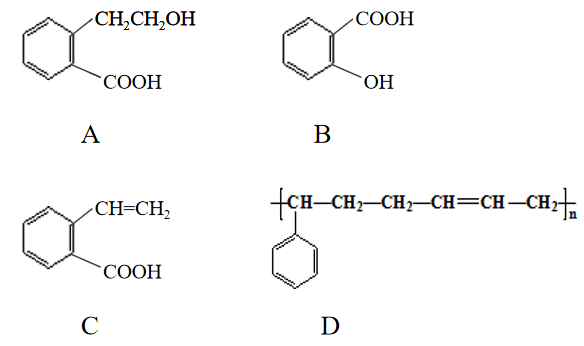 CH₂CH₂OH
COOH
A
COOH
OH
B
CH=CH₂
COOH
C
[CH—CH₂—CH₂—CH=CH—CH₂]n
D